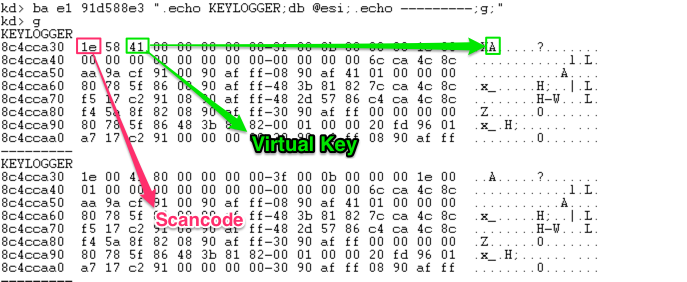 kd> ba e1 91d588e3 ".echo KEYLOGGER;db @esi;.echo ---------;g;"
kd> g
KEYLOGGER
8c4cca30 1e 58 41 00 00 00 00 00-3f 00 0b 00 00 00 1e 00 .XA.....?.......
8c4cca40 00 00 00 00 00 00 00 00-00 00 00 00 6c ca 4c 8c ............l.L.
8c4cca50 aa 9a cf 91 00 90 af ff-08 90 af 41 01 00 00 00 ...........A....
8c4cca60 80 78 5f 86 08 90 af ff-48 3b 81 82 7c ca 4c 8c .x_.....H;..|.L.
8c4cca70 f5 17 c2 91 08 90 af ff-48 2d 57 86 c4 ca 4c 8c ........H-W...L.
8c4cca80 f4 5a 8f 82 08 90 af ff-00 00 00 00 00 00 00 00 .Z..............
8c4cca90 80 78 5f 86 48 3b 81 82-00 01 00 00 20 fd 96 01 .x_.H;...... ...
8c4ccaa0 a7 17 c2 91 00 00 00 00-30 90 af ff 08 90 af ff ........0.......
---------
Virtual Key
KEYLOGGER
8c4cca30 1e 00 41 80 00 00 00 00-3f 00 0b 00 00 00 1e 00 ..A.....?.......
8c4cca40 01 00 00 00 00 00 00 00-00 00 00 00 6c ca 4c 8c ............l.L.
8c4cca50 aa 9a cf 91 00 90 af ff-08 90 af 41 01 00 00 00 ...........A....
8c4cca60 80 78 5f 00 00 00-48 3b 81 82 7c ca 4c 8c .x_.....H;..|.L.
Scancode
8c4cca70 f5 17 c2 91 08 90 af ff-48 2d 57 86 c4 ca 4c 8c ........H-W...L.
8c4cca80 f4 5a 8f 82 08 90 af ff-00 00 00 00 00 00 00 00 .Z..............
8c4cca90 80 78 5f 86 48 3b 81 82-00 01 00 00 20 fd 96 01 .x_.H;...... ...
8c4ccaa0 a7 17 c2 91 00 00 00 00-30 90 af ff 08 90 af ff ........0.......
---------